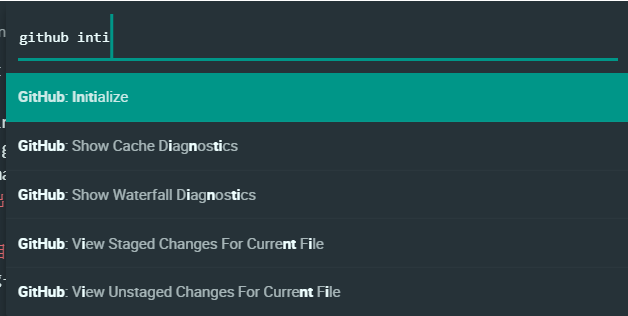 github inti
GitHub: Initialize
GitHub: Show Cache Diagnostics
GitHub: Show Waterfall Diagnostics
GitHub: View Staged Changes For Current File
GitHub: View Unstaged Changes For Current File